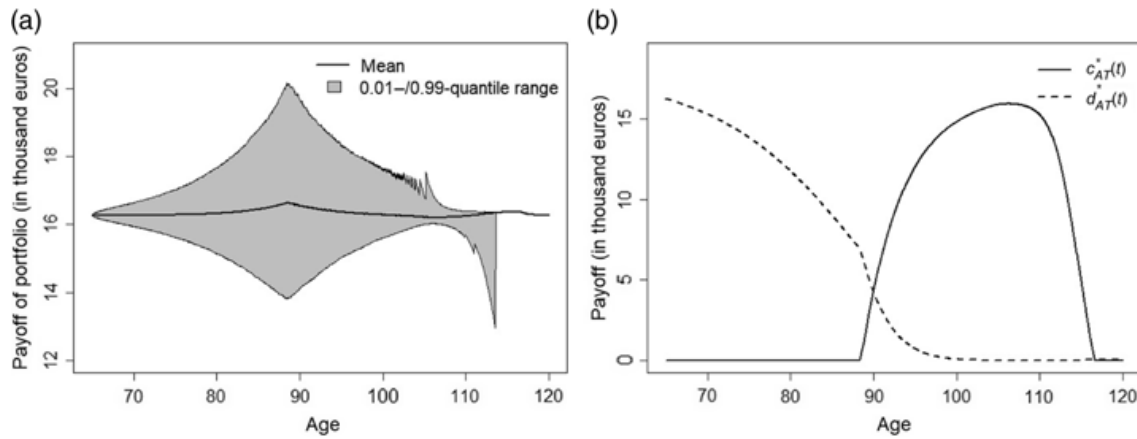 (a)
Payoff of portfolio (in thousand euros)
20
18
16
14
12
Mean
0.01–/0.99-quantile range
70 80 90 100 110 120
Age
(b)
Payoff (in thousand euros)
15
10
5
0
c*AT(t)
d*AT(t)
70 80 90 100 110 120
Age